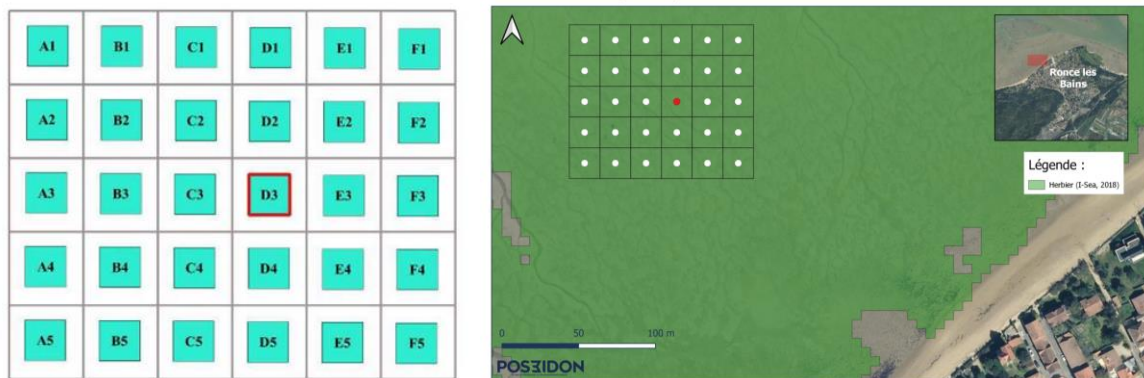 A1 B1 C1 D1 E1 F1
A2 B2 C2 D2 E2 F2
A3 B3 C3 D3 E3 F3
A4 B4 C4 D4 E4 F4
A5 B5 C5 D5 E5 F5
Ronce les
Bains
Légende :
Herbier (I-Sea, 2018)
0 50 100 m
POSEIDON